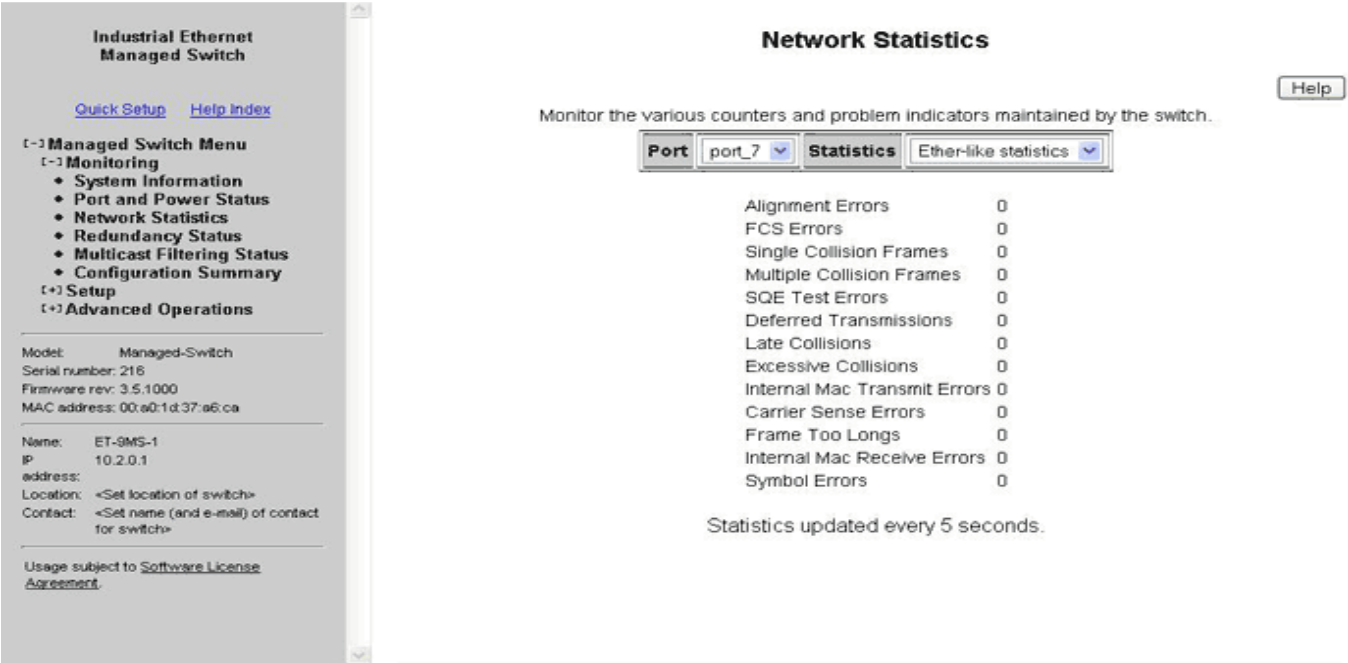 Industrial Ethernet
Managed Switch
Quick Setup Help Index
[-] Managed Switch Menu
[-] Monitoring
System Information
Port and Power Status
Network Statistics
Redundancy Status
Multicast Filtering Status
Configuration Summary
[+] Setup
[+] Advanced Operations
Model: Managed-Switch
Serial number: 216
Firmware rev: 3.5.1000
MAC address: 00:a0:1d:37:a6:ca
Name: ET-9MS-1
IP 10.2.0.1
address:
Location: <Set location of switch>
Contact: <Set name (and e-mail) of contact
for switch>
Usage subject to Software License
Agreement.
Network Statistics
Help
Monitor the various counters and problem indicators maintained by the switch.
Port port_7 Statistics Ether-like statistics
Alignment Errors 0
FCS Errors 0
Single Collision Frames 0
Multiple Collision Frames 0
SQE Test Errors 0
Deferred Transmissions 0
Late Collisions 0
Excessive Collisions 0
Internal Mac Transmit Errors 0
Carrier Sense Errors 0
Frame Too Longs 0
Internal Mac Receive Errors 0
Symbol Errors 0
Statistics updated every 5 seconds.